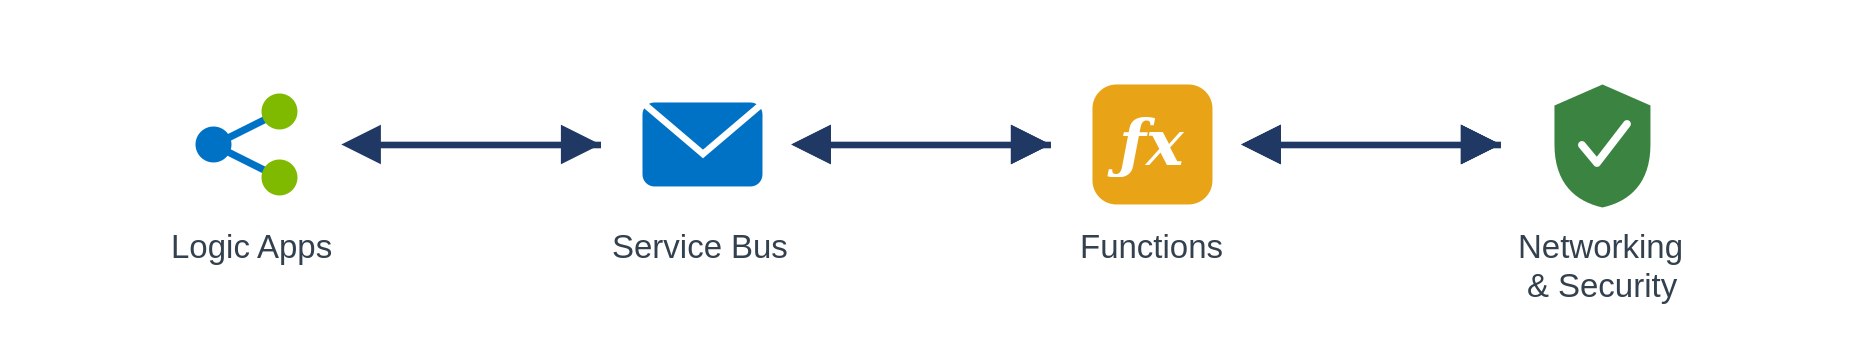 fx
Logic Apps
Service Bus
Functions
Networking
& Security